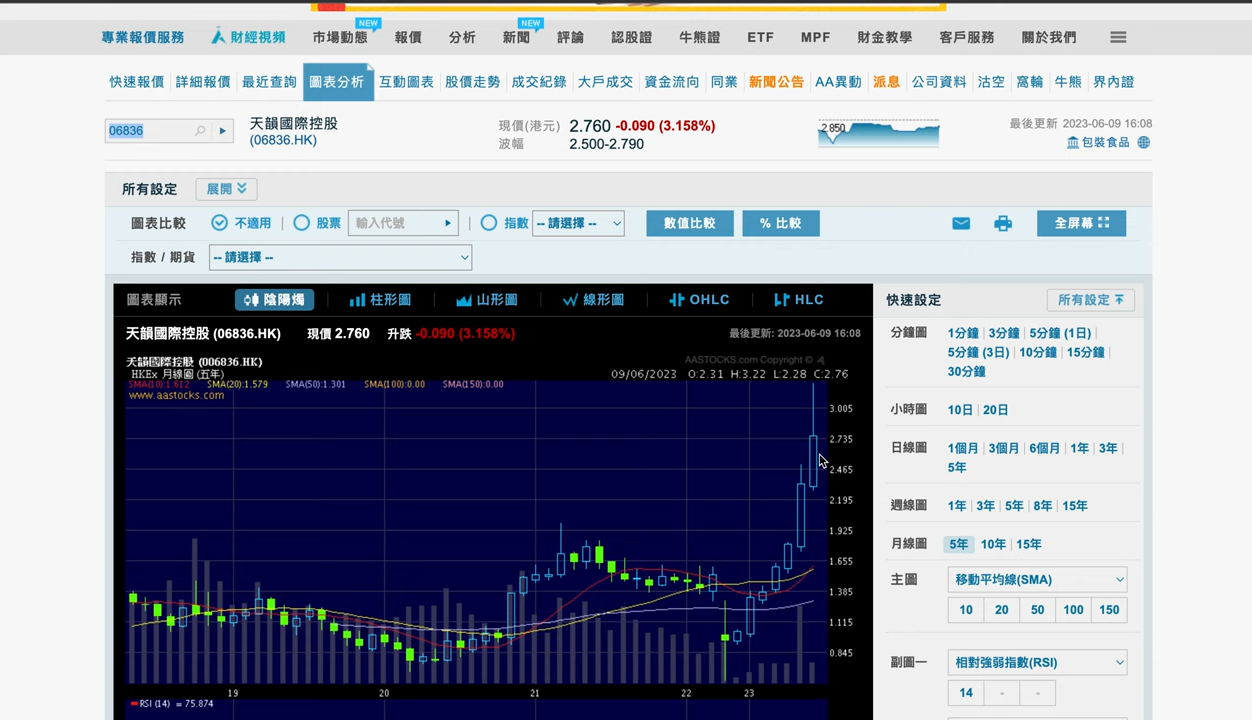 NEW
NEW
專業報價服務 財經視頻 市場動態 報價 分析 新聞 評論 認股證 牛熊證 ETF MPF 財金教學 客戶服務 關於我們
快速報價 詳細報價 最近查詢 圖表分析 互動圖表 股價走勢 成交紀錄 大戶成交 資金流向 同業 新聞公告 AA異動 派息 公司資料 沽空 窩輪 牛熊 界內證
06836
天韻國際控股
(06836.HK)
現價(港元) 2.760 -0.090 (3.158%)
波幅 2.500-2.790
2.850
最後更新 2023-06-09 16:08
包裝食品
所有設定 展開
圖表比較 不適用 股票 輸入代號 指數 -- 請選擇 -- 數值比較 % 比較 全屏幕
指數 / 期貨 -- 請選擇 --
圖表顯示 陰陽燭 柱形圖 山形圖 線形圖 OHLC HLC
天韻國際控股 (06836.HK) 現價 2.760 升跌 -0.090 (3.158%) 最後更新: 2023-06-09 16:08
天韻國際控股 (006836.HK) AASTOCKS.com Copyright ©
HKEx 月線圖 (五年) 09/06/2023 O:2.31 H:3.22 L:2.28 C:2.76
SMA(10):1.612 SMA(20):1.579 SMA(50):1.301 SMA(100):0.00 SMA(150):0.00
www.aastocks.com
3.005
2.735
2.465
2.195
1.925
1.655
1.385
1.115
0.845
19 20 21 22 23
RSI (14) = 75.874
快速設定 所有設定
分鐘圖 1分鐘 3分鐘 5分鐘 (1日)
5分鐘 (3日) 10分鐘 15分鐘
30分鐘
小時圖 10日 20日
日線圖 1個月 3個月 6個月 1年 3年
5年
週線圖 1年 3年 5年 8年 15年
月線圖 5年 10年 15年
主圖 移動平均線(SMA)
10 20 50 100 150
副圖一 相對強弱指數(RSI)
14 - -